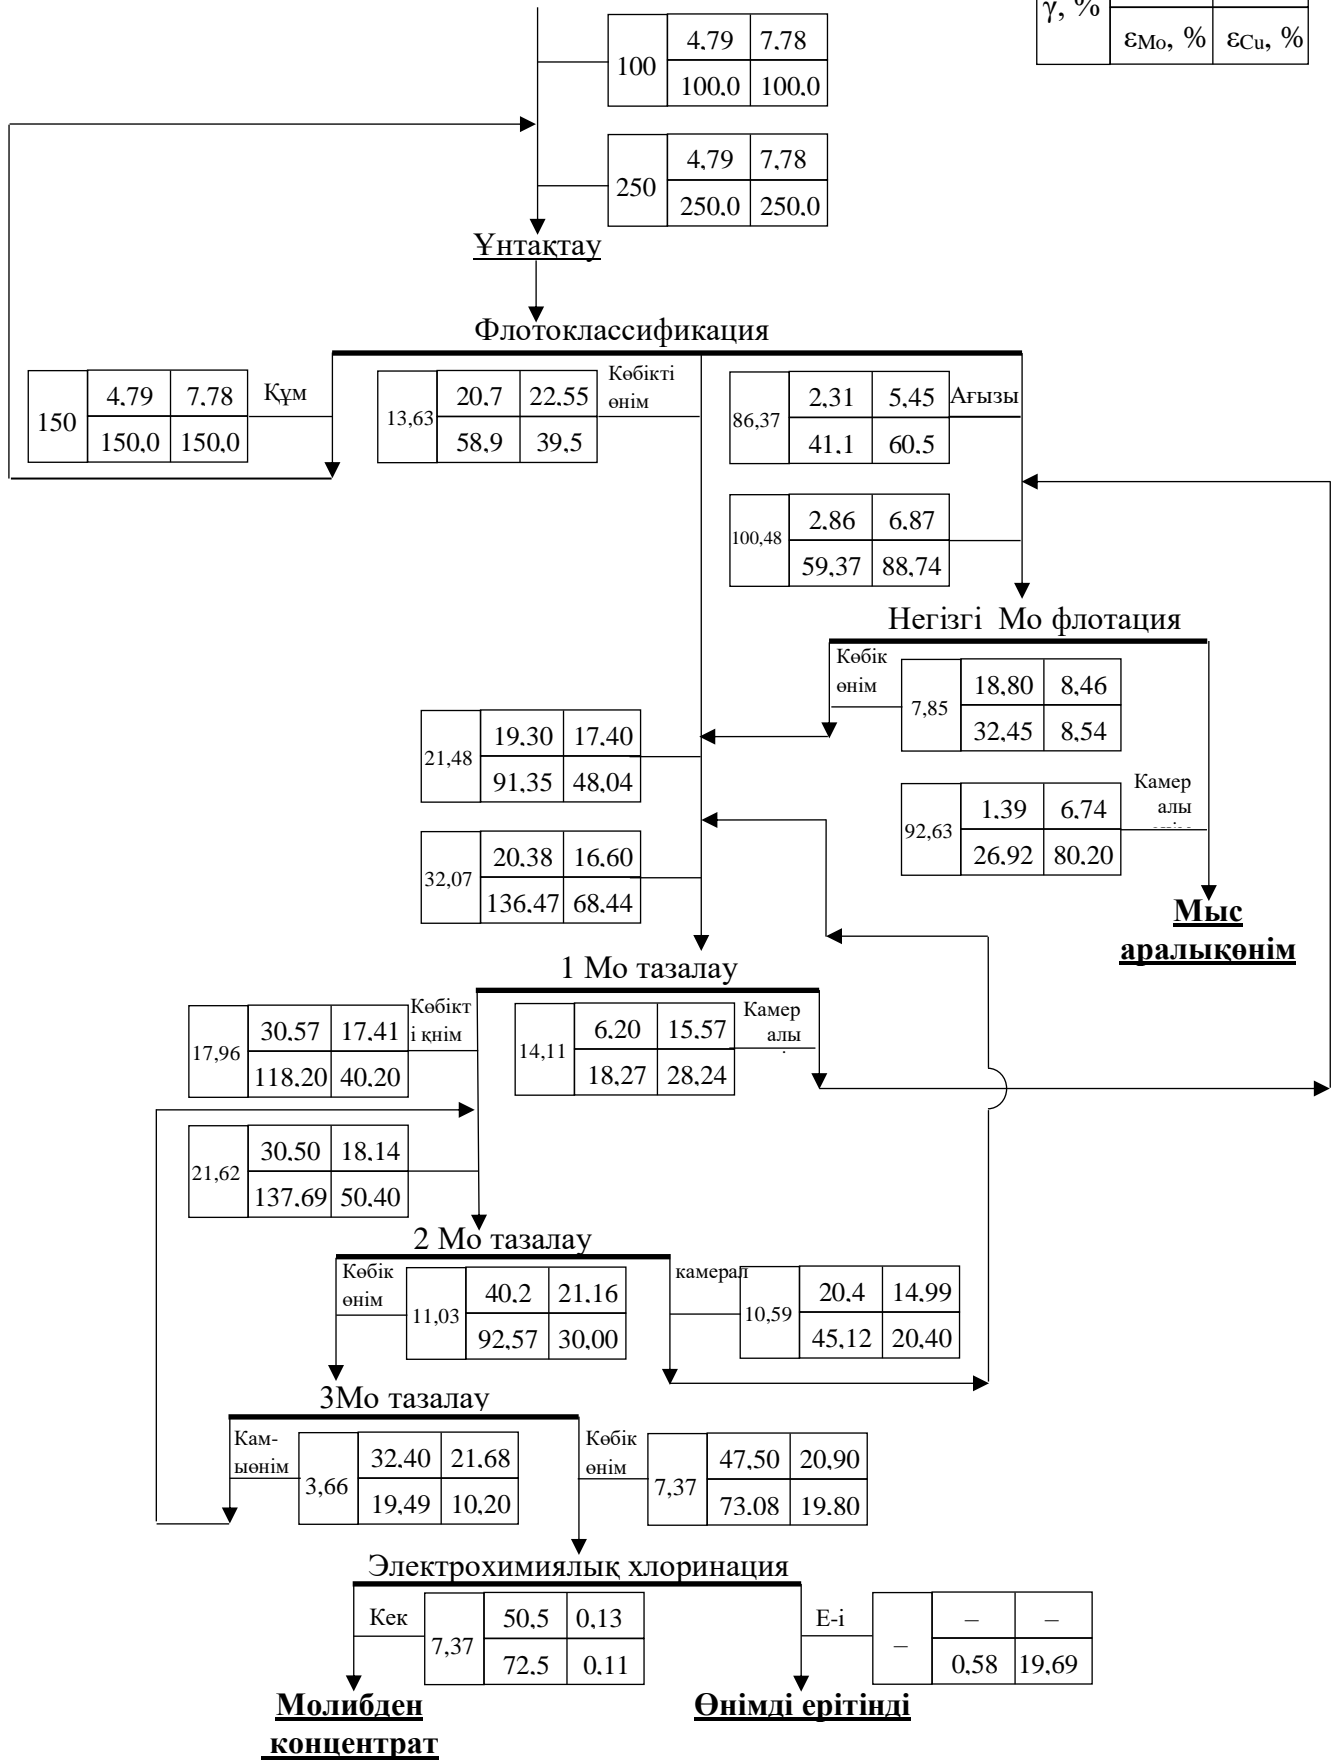 γ, %
εMo, % εCu, %
100 4,79 7,78
100,0 100,0
250 4,79 7,78
250,0 250,0
Ұнтақтау
Флотоклассификация
150 4,79 7,78 Құм
150,0 150,0
13,63 20,7 22,55 Көбікті
өнім
58,9 39,5
86,37 2,31 5,45 Ағызы
41,1 60,5
100,48 2,86 6,87
59,37 88,74
Негізгі Мо флотация
Көбік
өнім
7,85 18,80 8,46
32,45 8,54
21,48 19,30 17,40
91,35 48,04
92,63 1,39 6,74
26,92 80,20
Камер
алы
32,07 20,38 16,60
136,47 68,44
Мыс
аралықөнім
1 Мо тазалау
17,96 30,57 17,41
118,20 40,20
Көбікт
і қнім
14,11 6,20 15,57
18,27 28,24
Камер
алы
21,62 30,50 18,14
137,69 50,40
2 Мо тазалау
Көбік
өнім
11,03 40,2 21,16
92,57 30,00
камерал
10,59 20,4 14,99
45,12 20,40
3Мо тазалау
Кам-
ыөнім
3,66 32,40 21,68
19,49 10,20
Көбік
өнім
7,37 47,50 20,90
73,08 19,80
Электрохимиялық хлоринация
Кек
7,37 50,5 0,13
72,5 0,11
Е-і
– – –
0,58 19,69
Молибден
концентрат
Өнімді ерітінді